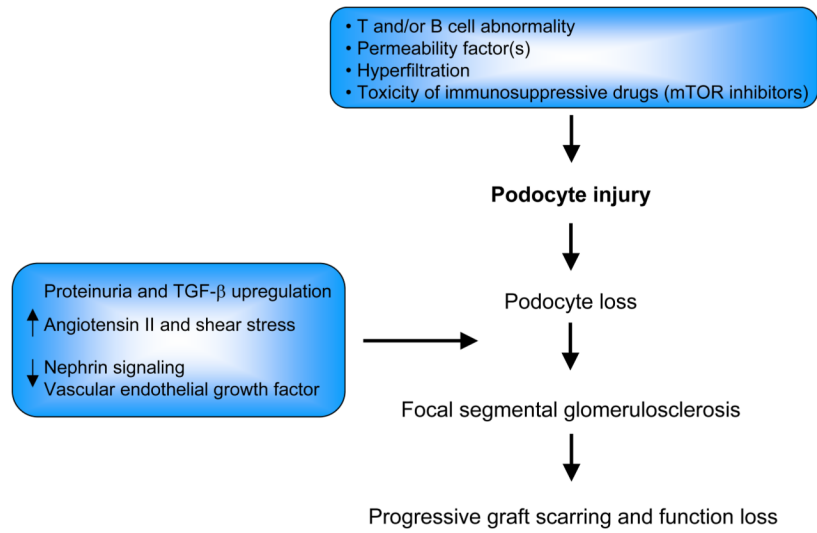 • T and/or B cell abnormality
• Permeability factor(s)
• Hyperfiltration
• Toxicity of immunosuppressive drugs (mTOR inhibitors)
Podocyte injury
Proteinuria and TGF-β upregulation
Angiotensin II and shear stress
Nephrin signaling
Vascular endothelial growth factor
Podocyte loss
Focal segmental glomerulosclerosis
Progressive graft scarring and function loss